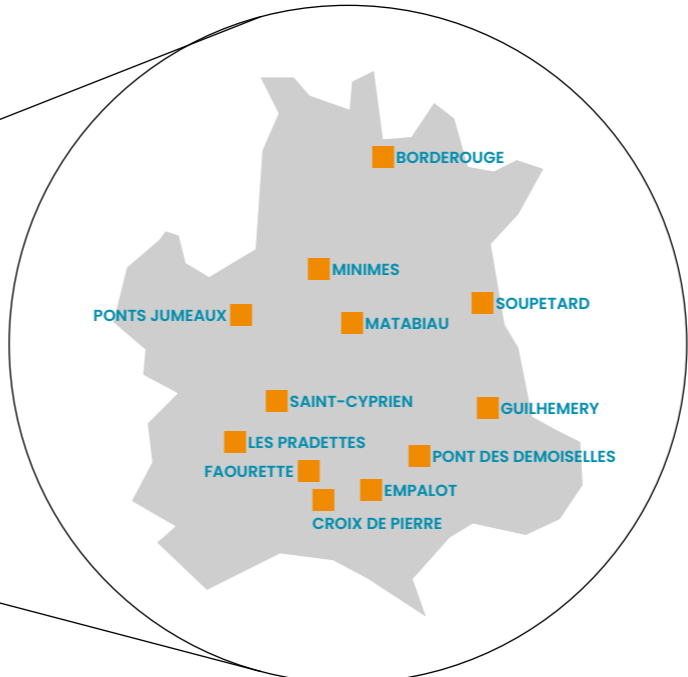 BORDEROUGE
MINIMES
SOUPETARD
PONTS JUMEAUX
MATABIAU
SAINT-CYPRIEN
GUILHEMERY
LES PRADETTES
PONT DES DEMOISELLES
FAOURETTE
EMPALOT
CROIX DE PIERRE